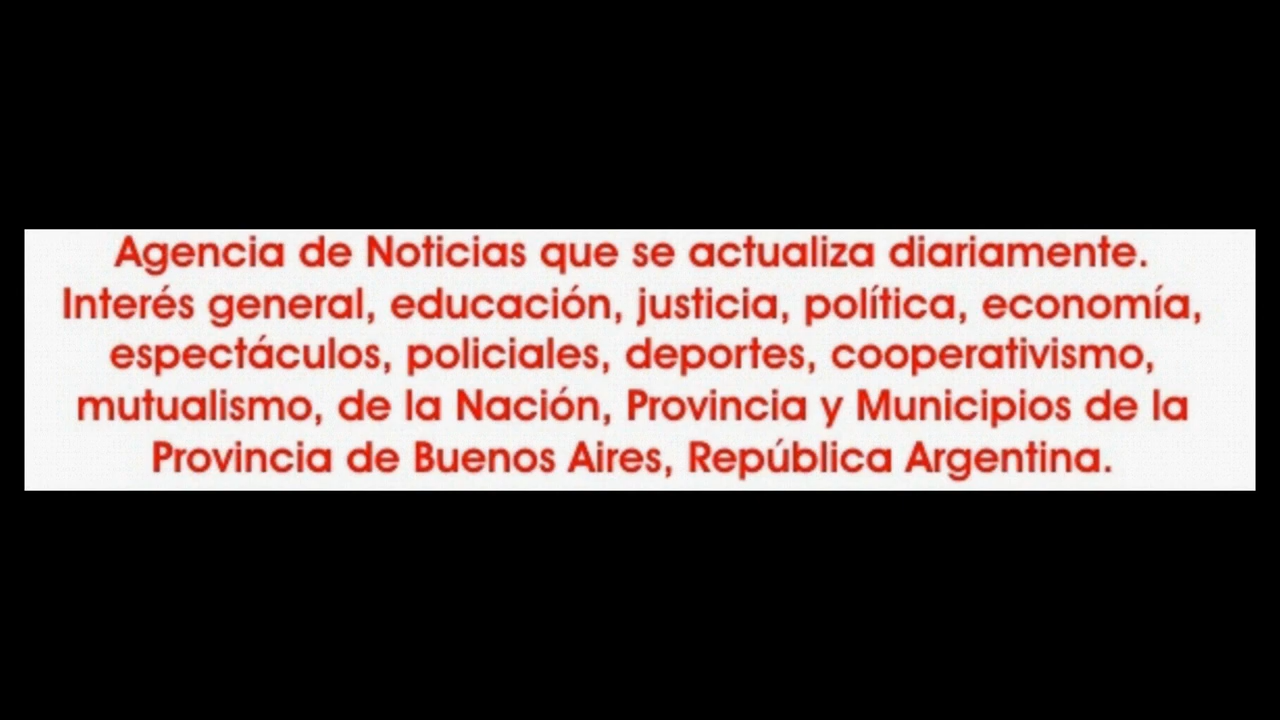 Agencia de Noticias que se actualiza diariamente.
Interés general, educación, justicia, política, economía,
espectáculos, policiales, deportes, cooperativismo,
mutualismo, de la Nación, Provincia y Municipios de la
Provincia de Buenos Aires, República Argentina.